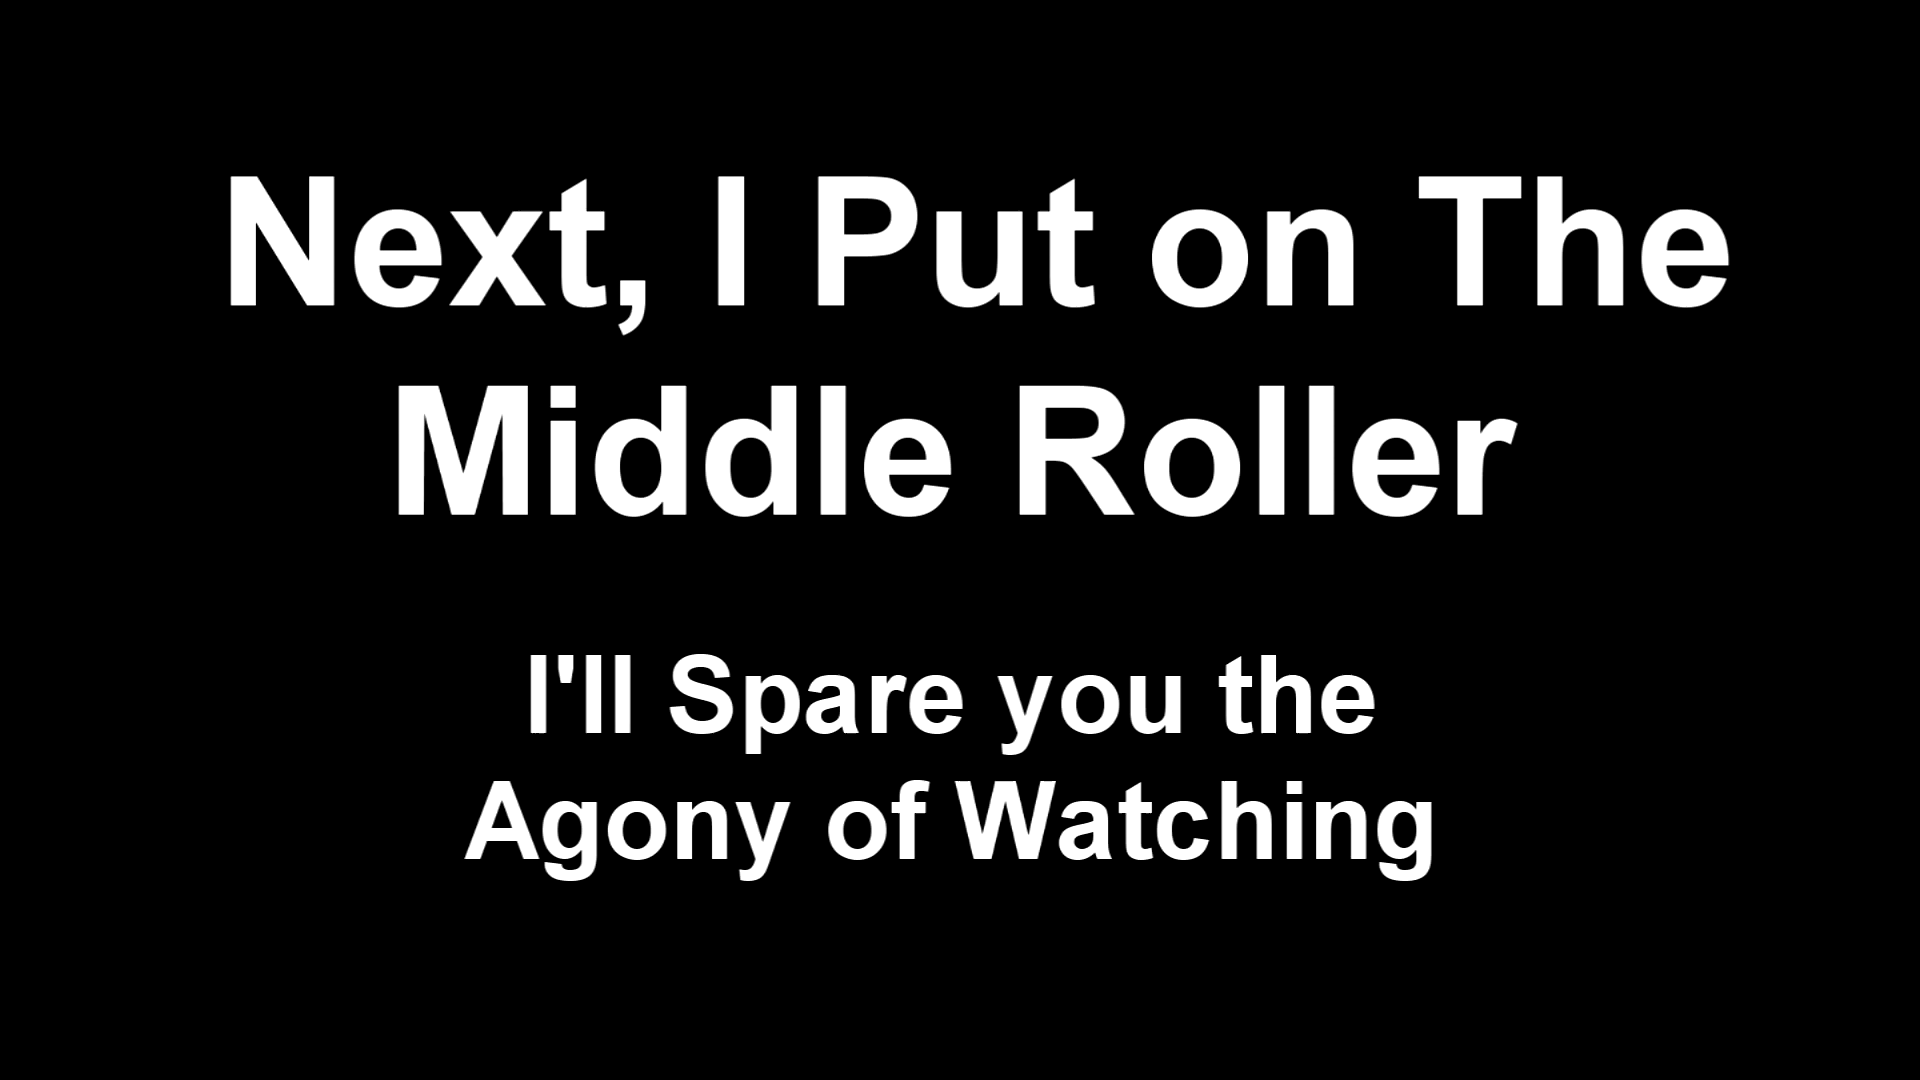 Next, I Put on The
Middle Roller
I'll Spare you the
Agony of Watching